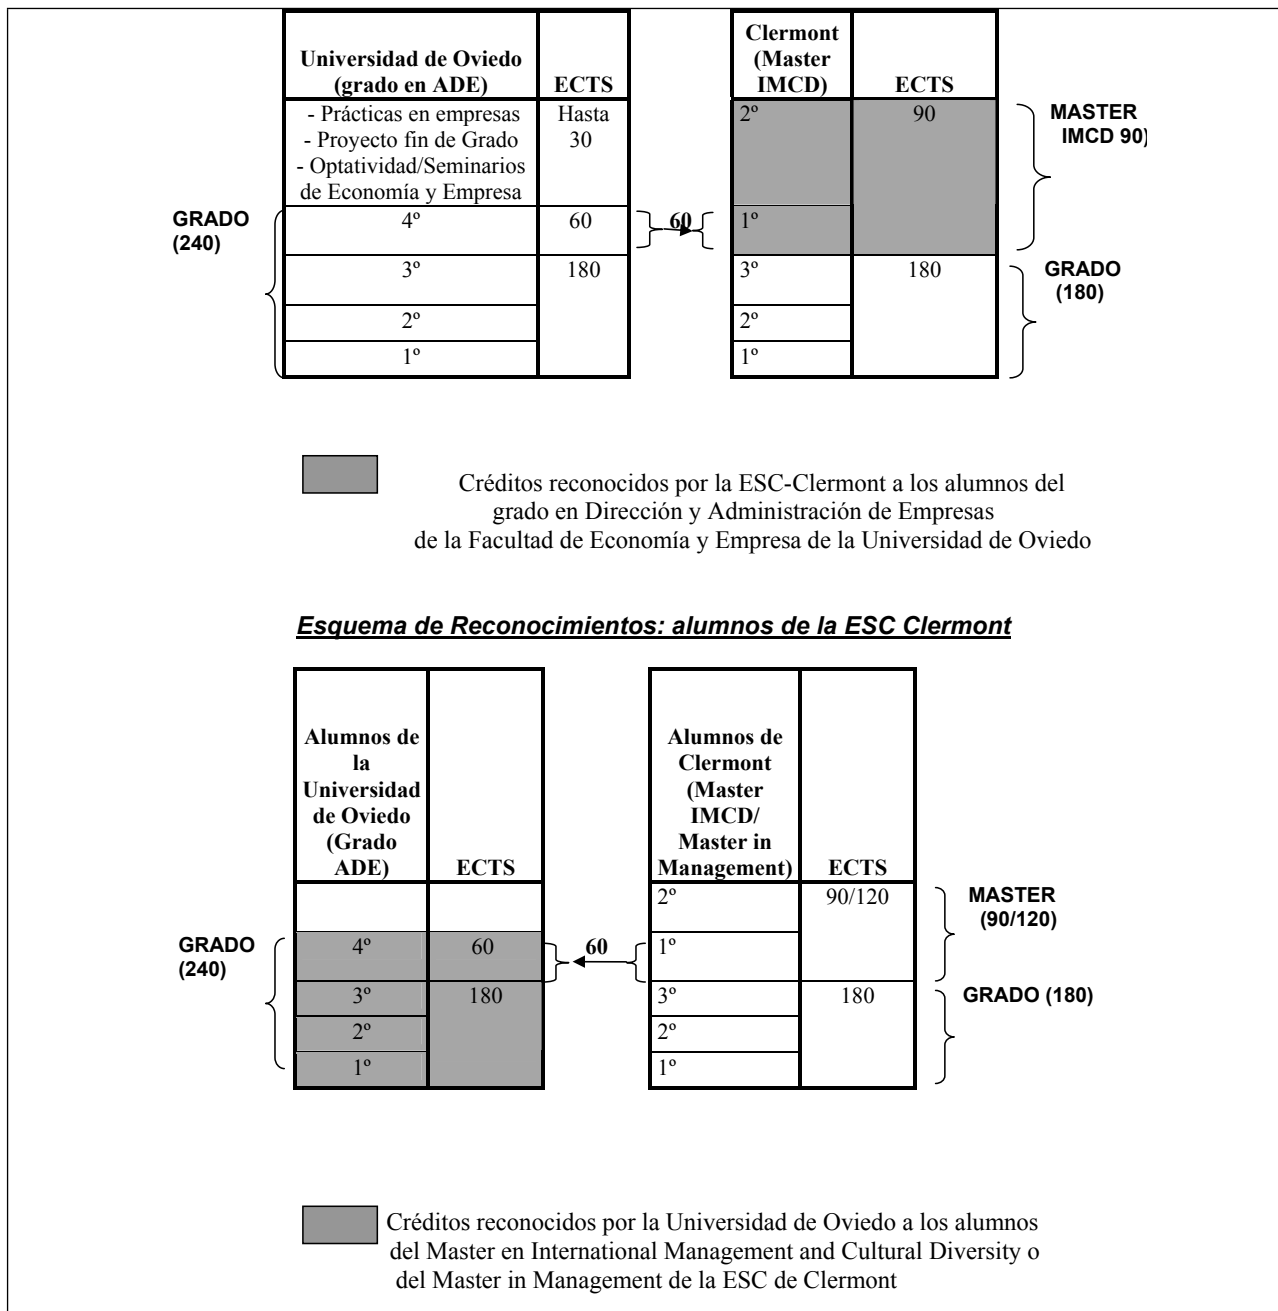 Universidad de Oviedo
(grado en ADE)
ECTS
Clermont
(Master
IMCD)
ECTS
- Prácticas en empresas
- Proyecto fin de Grado
- Optatividad/Seminarios
de Economía y Empresa
Hasta
30
2º
90
MASTER
IMCD 90)
GRADO
(240)
4º
60
60
1º
3º
180
3º
180
GRADO
(180)
2º
2º
1º
1º
Créditos reconocidos por la ESC-Clermont a los alumnos del
grado en Dirección y Administración de Empresas
de la Facultad de Economía y Empresa de la Universidad de Oviedo
Esquema de Reconocimientos: alumnos de la ESC Clermont
Alumnos de
la
Universidad
de Oviedo
(Grado
ADE)
ECTS
Alumnos de
Clermont
(Master
IMCD/
Master in
Management)
ECTS
2º
90/120
MASTER
(90/120)
GRADO
(240)
4º
60
60
1º
3º
180
3º
180
GRADO (180)
2º
2º
1º
1º
Créditos reconocidos por la Universidad de Oviedo a los alumnos
del Master en International Management and Cultural Diversity o
del Master in Management de la ESC de Clermont